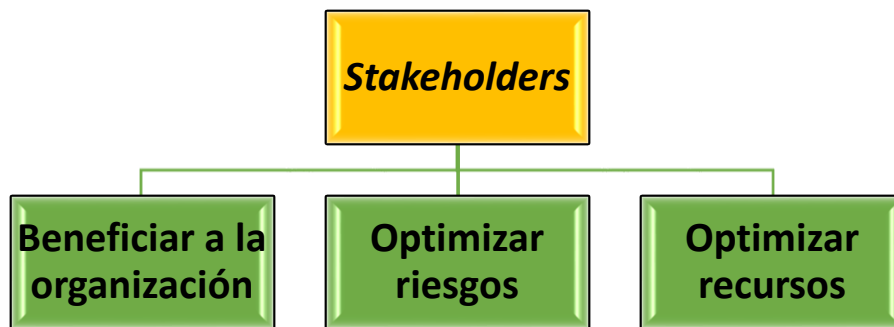 Stakeholders
Beneficiar a la
organización
Optimizar
riesgos
Optimizar
recursos